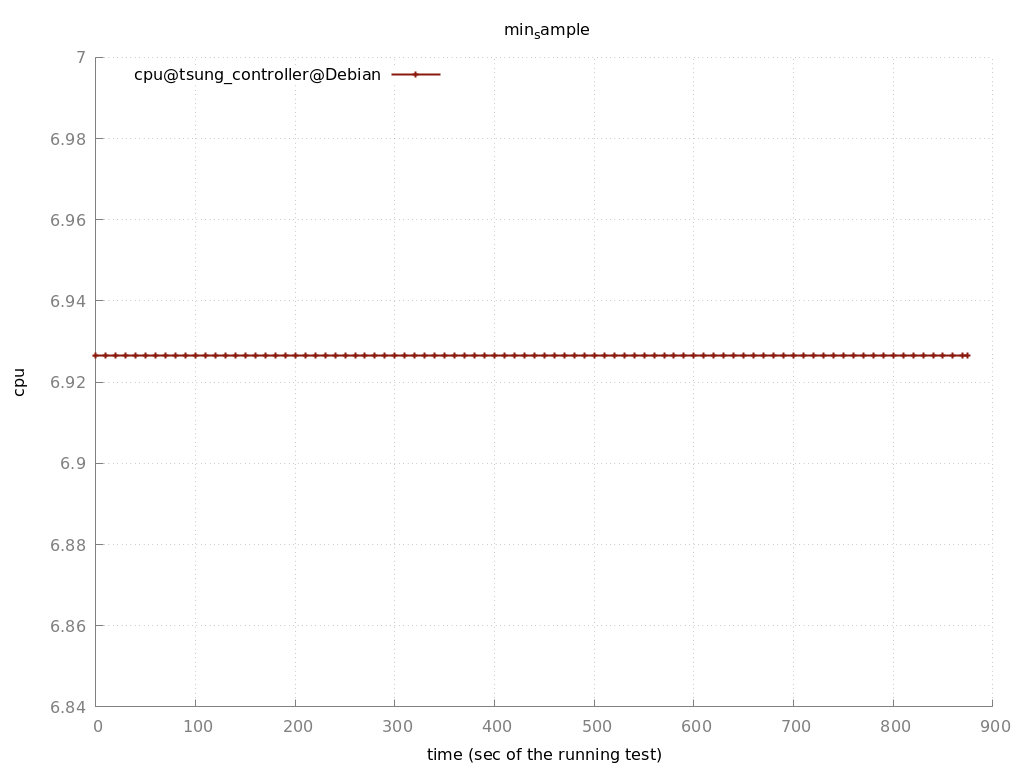 min_sample
7
cpu@tsung_controller@Debian
6.98
6.96
6.94
6.92
6.9
6.88
6.86
6.84
cpu
0 100 200 300 400 500 600 700 800 900
time (sec of the running test)